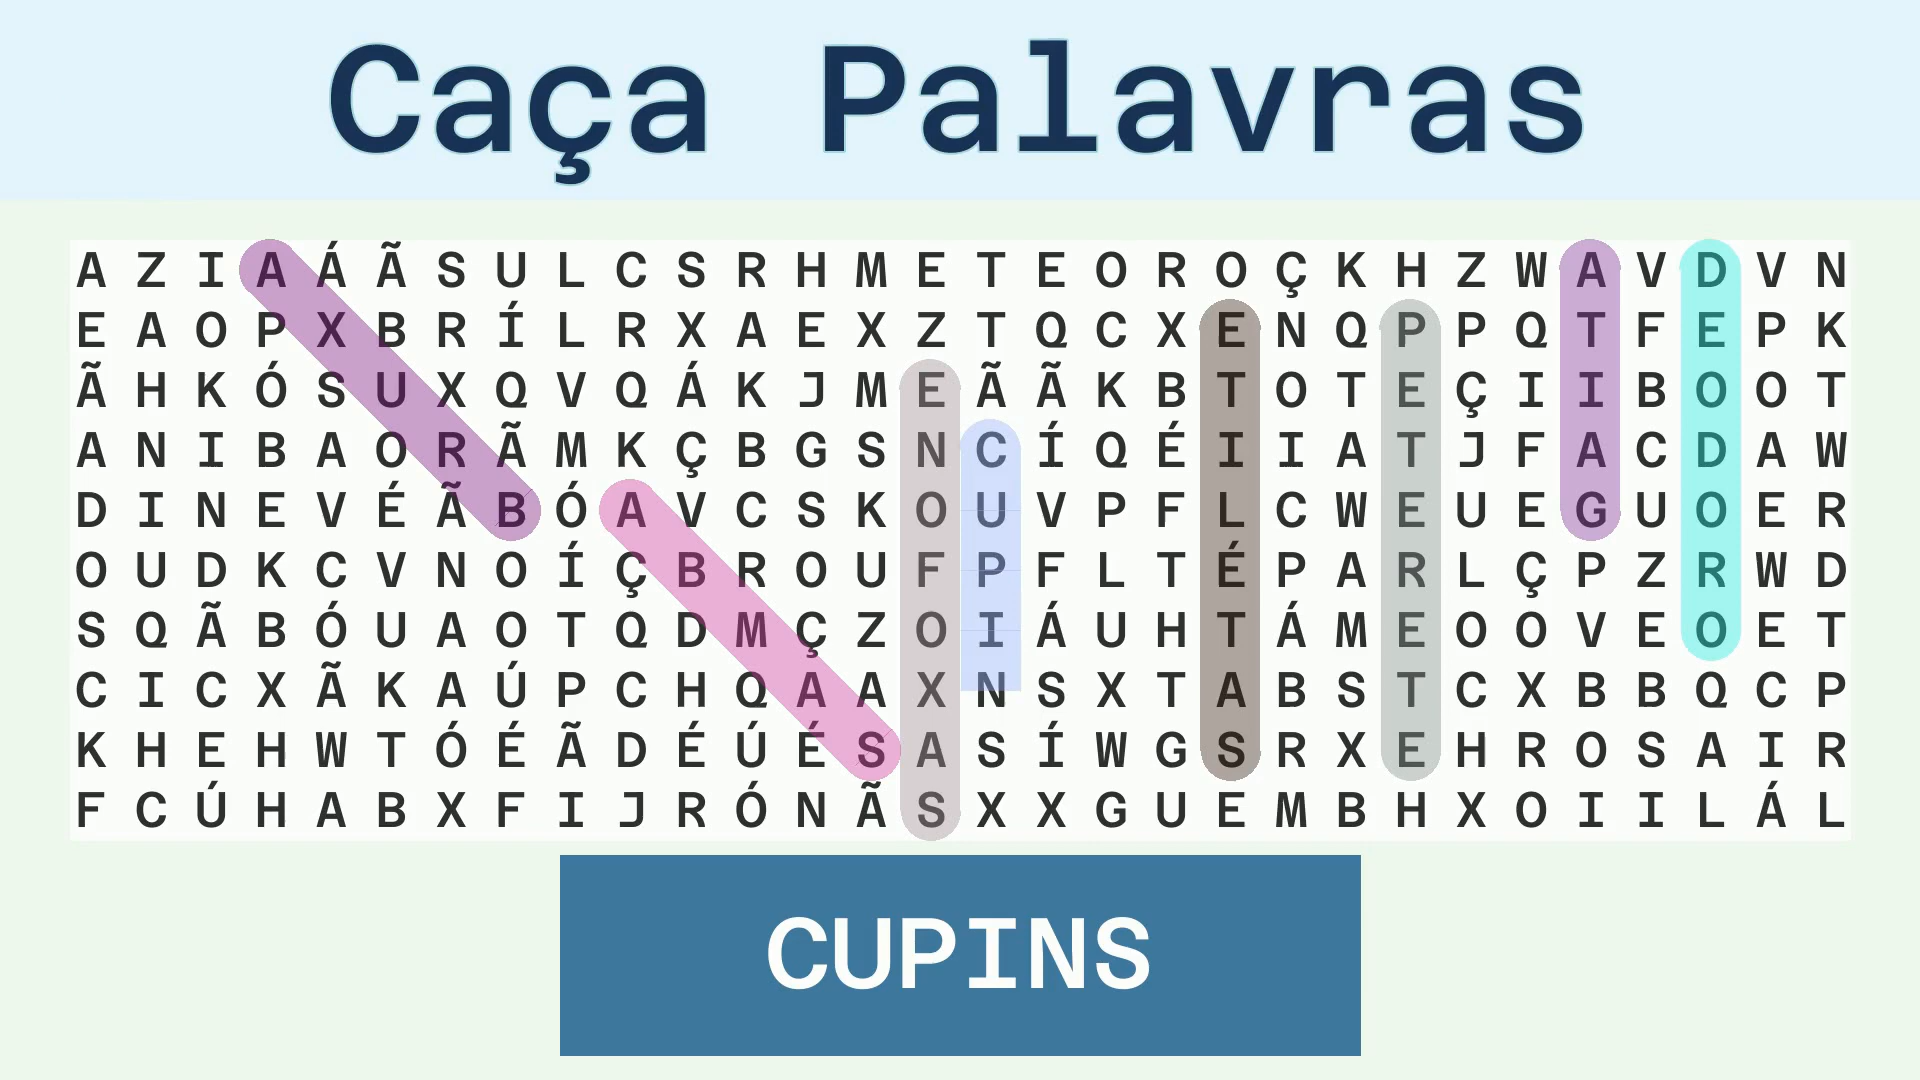 Caça Palavras
A Z I A Á Ã S U L C S R H M E T E O R O Ç K H Z W A V D V N
E A O P X B R Í L R X A E X Z T Q C X E N Q P P Q T F E P K
Ã H K Ó S U X Q V Q Á K J M E Ã Ã K B T O T E Ç I I B O O T
A N I B A O R Ã M K Ç B G S N C Í Q É I I A T J F A C D A W
D I N E V É Ã B Ó A V C S K O U V P F L C W E U E G U O E R
O U D K C V N O Í Ç B R O U F P F L T É P A R L Ç P Z R W D
S Q Ã B Ó U A O T Q D M Ç Z O I Á U H T Á M E O O V E O E T
C I C X Ã K A Ú P C H Q A A X N S X T A B S T C X B B Q C P
K H E H W T Ó É Ã D É Ú É S A S Í W G S R X E H R O S A I R
F C Ú H A B X F I J R Ó N Ã S X X G U E M B H X O I I L Á L
CUPINS